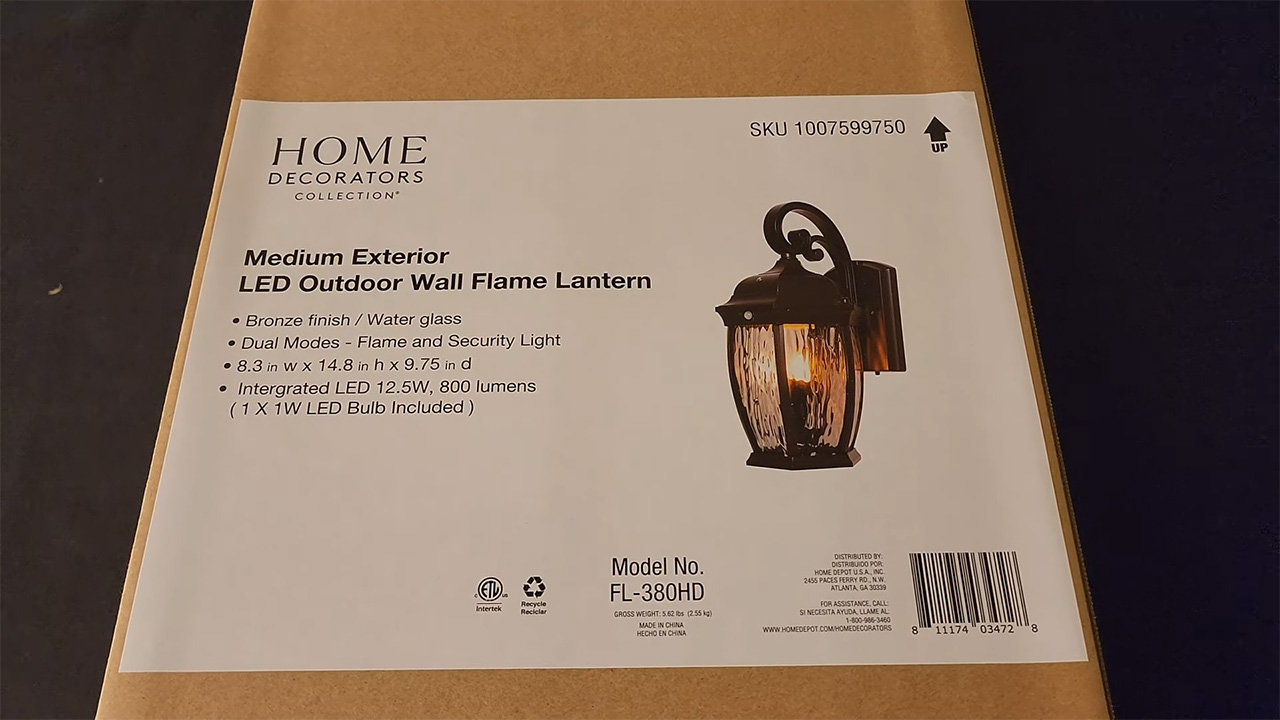 HOME
DECORATORS
COLLECTION®
SKU 1007599750
UP
Medium Exterior
LED Outdoor Wall Flame Lantern
• Bronze finish / Water glass
• Dual Modes - Flame and Security Light
• 8.3 in w x 14.8 in h x 9.75 in d
• Intergrated LED 12.5W, 800 lumens
( 1 X 1W LED Bulb Included )
C ETL US
Intertek
Recycle
Reciclar
Model No.
FL-380HD
GROSS WEIGHT: 5.62 lbs (2.55 kg)
MADE IN CHINA
HECHO EN CHINA
DISTRIBUTED BY:
DISTRIBUIDO POR:
HOME DEPOT U.S.A., INC.
2455 PACES FERRY RD., N.W.
ATLANTA, GA 30339
FOR ASSISTANCE, CALL:
SI NECESITA AYUDA, LLAME AL:
1-800-986-3460
WWW.HOMEDEPOT.COM/HOMEDECORATORS
8 11174 03472 8